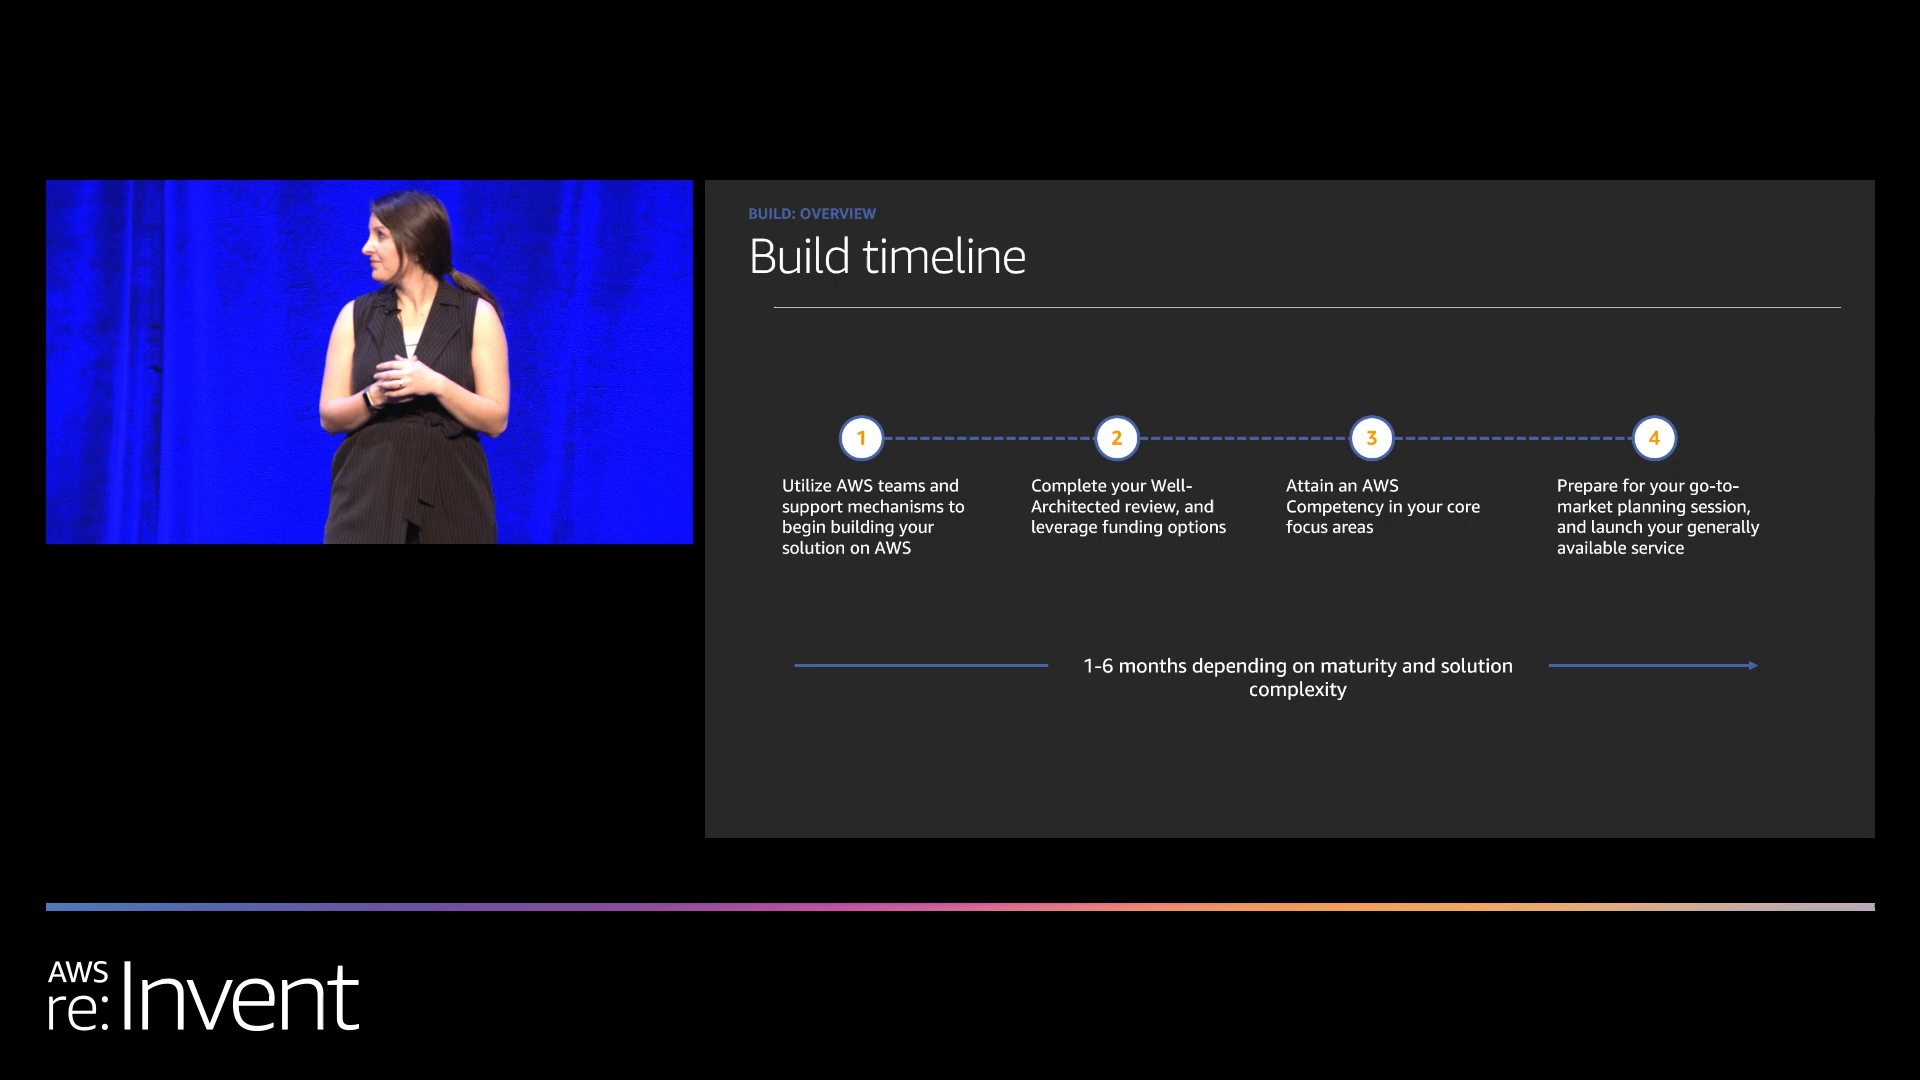 BUILD: OVERVIEW
Build timeline
1
2
3
4
Utilize AWS teams and
support mechanisms to
begin building your
solution on AWS
Complete your Well-
Architected review, and
leverage funding options
Attain an AWS
Competency in your core
focus areas
Prepare for your go-to-
market planning session,
and launch your generally
available service
1-6 months depending on maturity and solution
complexity
AWS
re:Invent